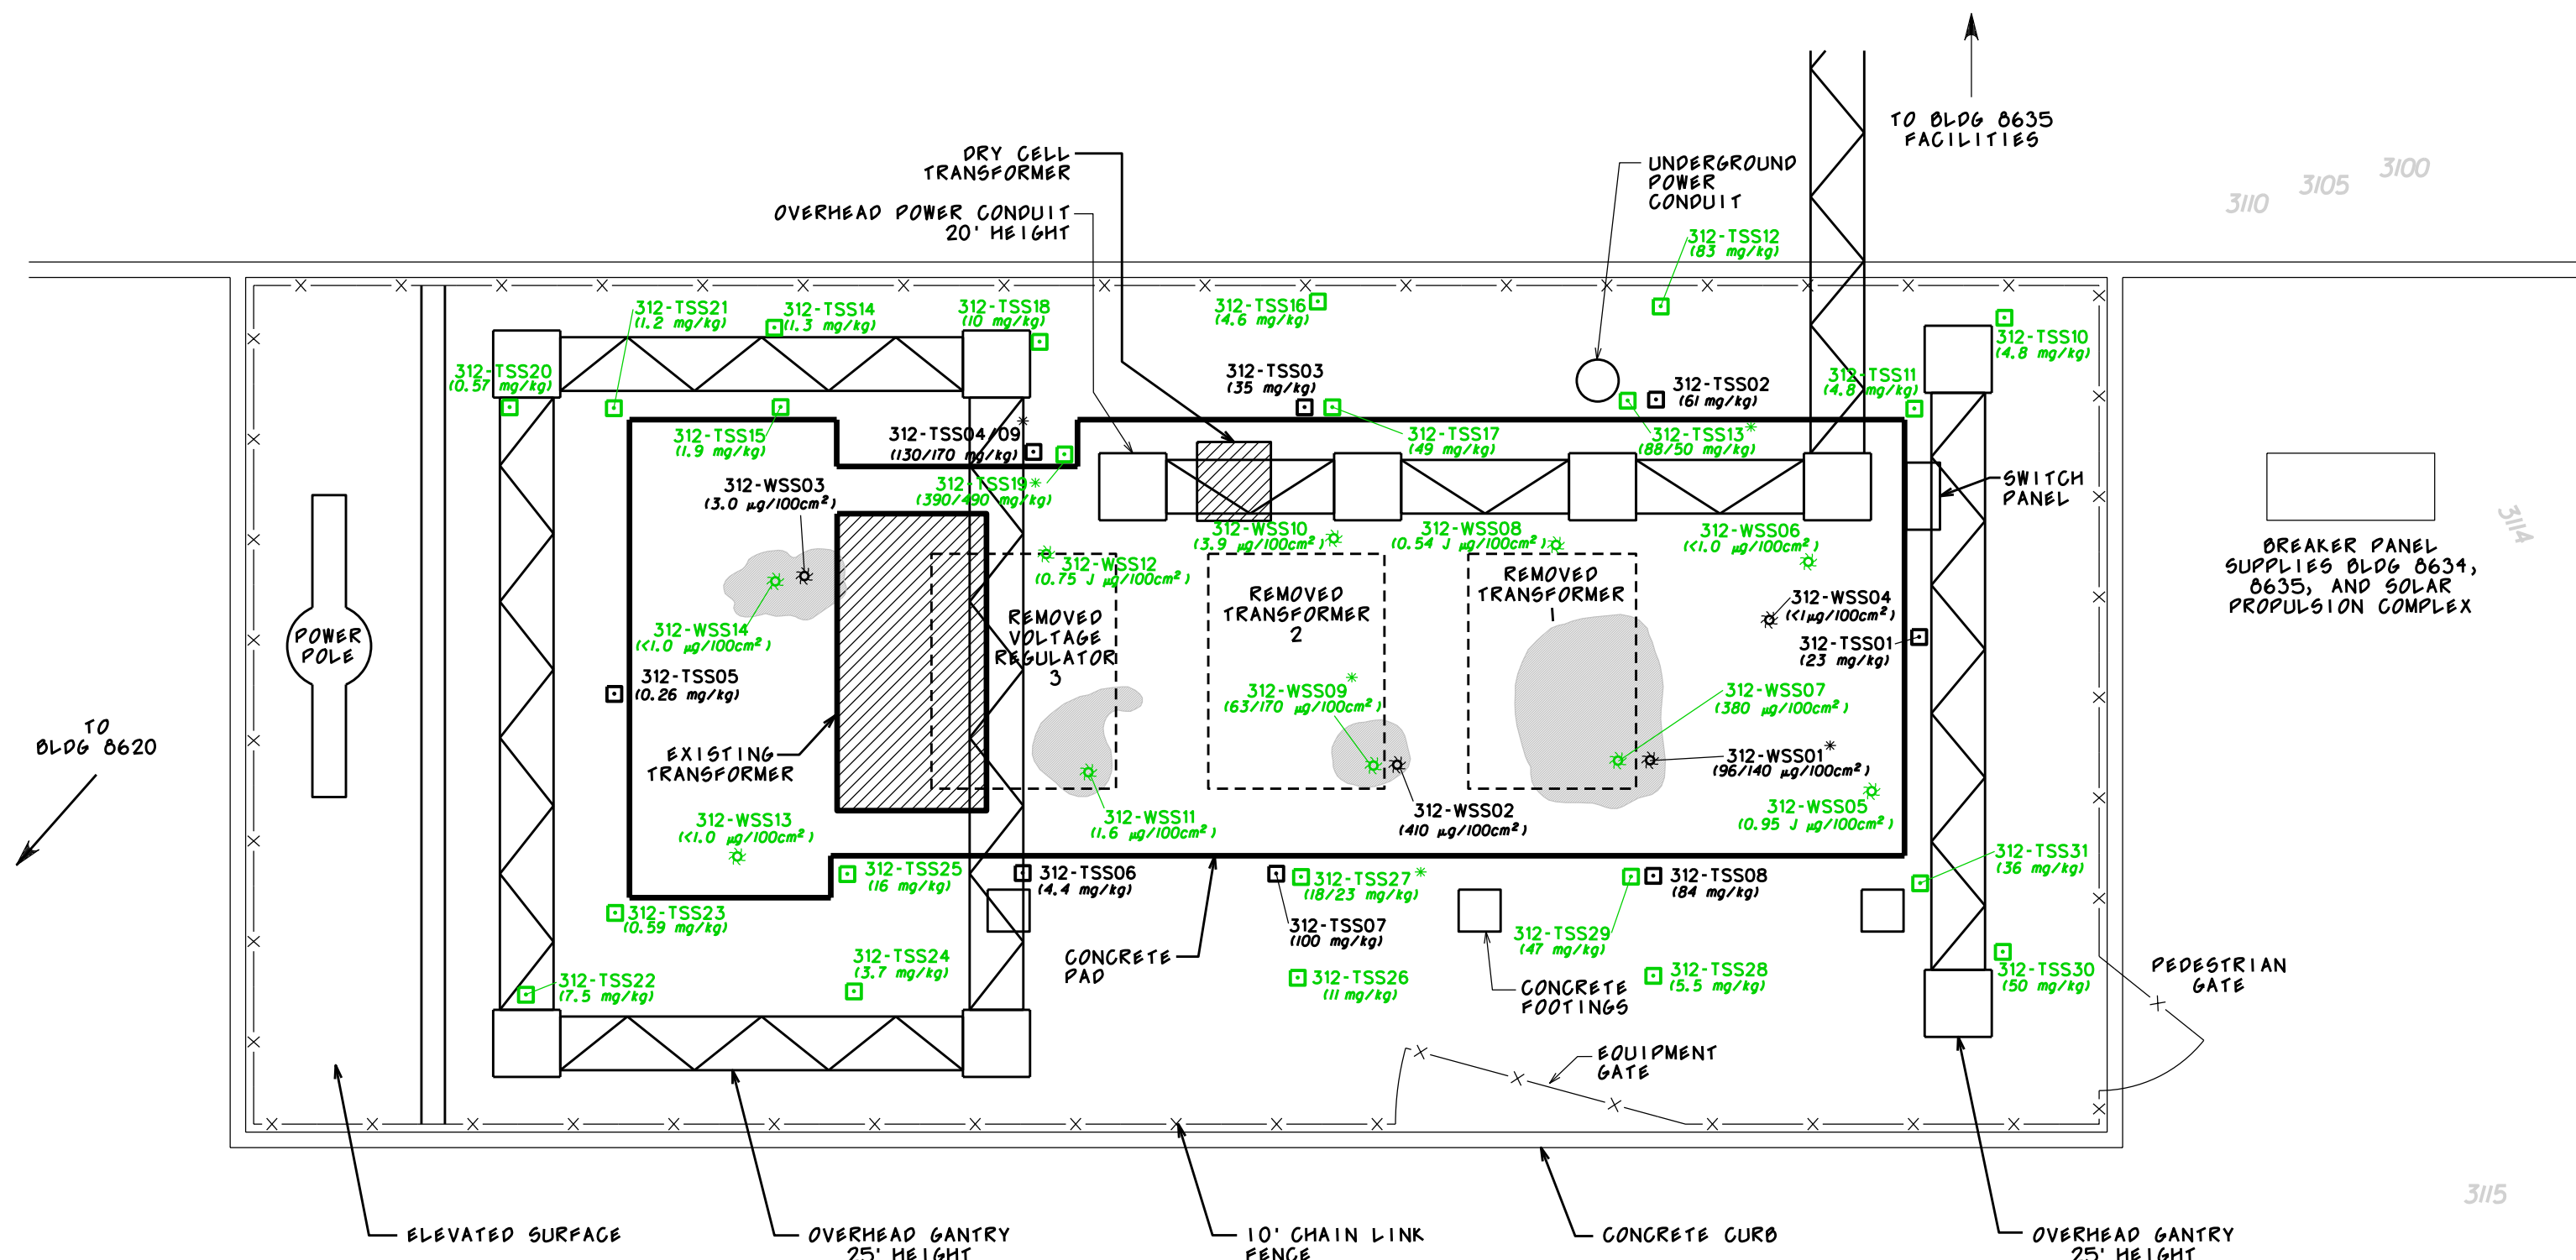 TO BLDG 8635
FACILITIES
DRY CELL
TRANSFORMER
OVERHEAD POWER CONDUIT
20' HEIGHT
UNDERGROUND
POWER
CONDUIT
3110
3105
3100
312-TSS12
(83 mg/kg)
312-TSS21
(1.2 mg/kg)
312-TSS14
(1.3 mg/kg)
312-TSS18
(10 mg/kg)
312-TSS16
(4.6 mg/kg)
312-TSS10
(4.8 mg/kg)
312-TSS20
(0.57 mg/kg)
312-TSS03
(35 mg/kg)
312-TSS02
(61 mg/kg)
312-TSS11
(4.8 mg/kg)
312-TSS15
(1.9 mg/kg)
312-TSS04/09*
(130/170 mg/kg)
312-TSS17
(49 mg/kg)
312-TSS13*
(88/50 mg/kg)
312-WSS03
(3.0 µg/100cm²)
312-TSS19*
(390/490 mg/kg)
SWITCH
PANEL
3114
312-WSS10
(3.9 µg/100cm²)
312-WSS08
(0.54 J µg/100cm²)
312-WSS06
(<1.0 µg/100cm²)
BREAKER PANEL
SUPPLIES BLDG 8634,
8635, AND SOLAR
PROPULSION COMPLEX
312-WSS12
(0.75 J µg/100cm²)
REMOVED
VOLTAGE
REGULATOR
3
REMOVED
TRANSFORMER
2
REMOVED
TRANSFORMER
1
312-WSS04
(<1µg/100cm²)
312-TSS01
(23 mg/kg)
POWER
POLE
312-WSS14
(<1.0 µg/100cm²)
312-TSS05
(0.26 mg/kg)
312-WSS09*
(63/170 µg/100cm²)
312-WSS07
(380 µg/100cm²)
TO
BLDG 8620
EXISTING
TRANSFORMER
312-WSS01*
(96/140 µg/100cm²)
312-WSS13
(<1.0 µg/100cm²)
312-WSS11
(1.6 µg/100cm²)
312-WSS02
(410 µg/100cm²)
312-WSS05
(0.95 J µg/100cm²)
312-TSS25
(16 mg/kg)
312-TSS06
(4.4 mg/kg)
312-TSS27*
(18/23 mg/kg)
312-TSS08
(84 mg/kg)
312-TSS31
(36 mg/kg)
312-TSS23
(0.59 mg/kg)
312-TSS07
(100 mg/kg)
312-TSS29
(47 mg/kg)
312-TSS24
(3.7 mg/kg)
CONCRETE
PAD
312-TSS22
(7.5 mg/kg)
312-TSS26
(11 mg/kg)
CONCRETE
FOOTINGS
312-TSS28
(5.5 mg/kg)
312-TSS30
(50 mg/kg)
PEDESTRIAN
GATE
EQUIPMENT
GATE
3115
ELEVATED SURFACE
OVERHEAD GANTRY
25' HEIGHT
10' CHAIN LINK
FENCE
CONCRETE CURB
OVERHEAD GANTRY
25' HEIGHT